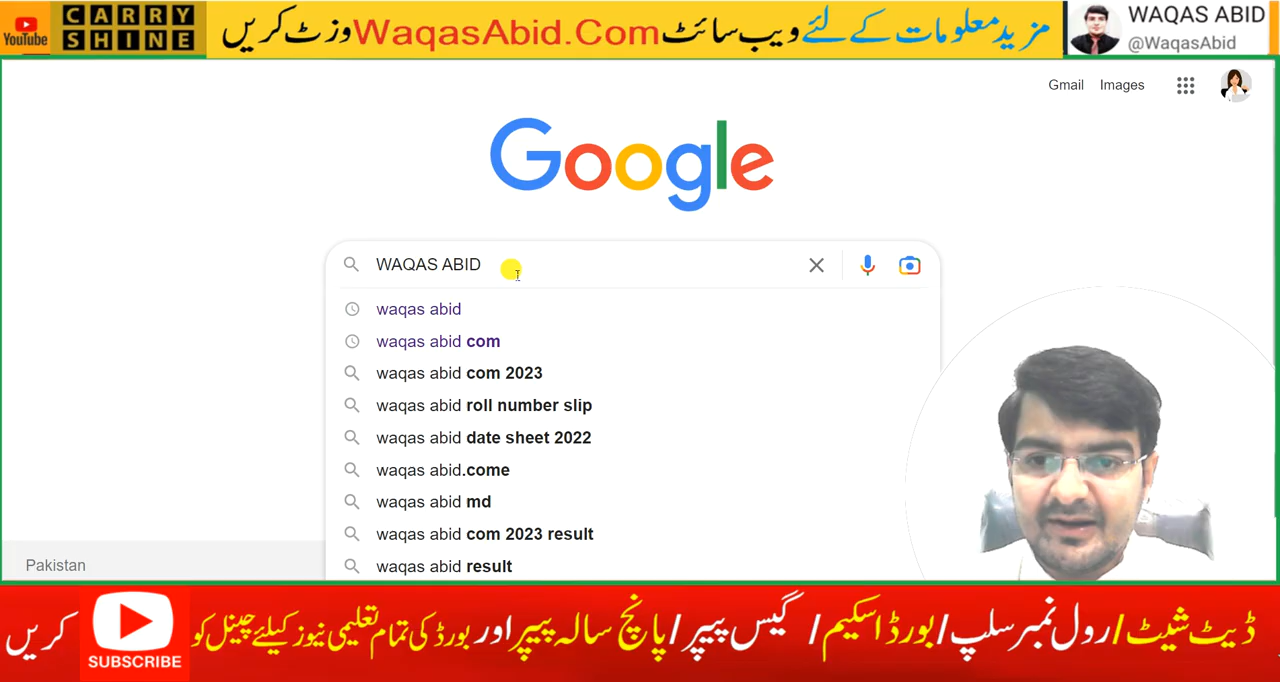 YouTube
CARRY
SHINE
مزید معلومات کے لئے ویب سائٹ WaqasAbid.Com وزٹ کریں
WAQAS ABID
@WaqasAbid
Gmail Images
Google
WAQAS ABID
waqas abid
waqas abid com
waqas abid com 2023
waqas abid roll number slip
waqas abid date sheet 2022
waqas abid.come
waqas abid md
waqas abid com 2023 result
waqas abid result
Pakistan
ڈیٹ شیٹ/رول نمبر سلپ/بورڈ اسکیم/ گیس پیپر/پانچ سالہ پیپر اور بورڈ کی تمام تعلیمی نیوز کیلئے چینل کو SUBSCRIBE کریں